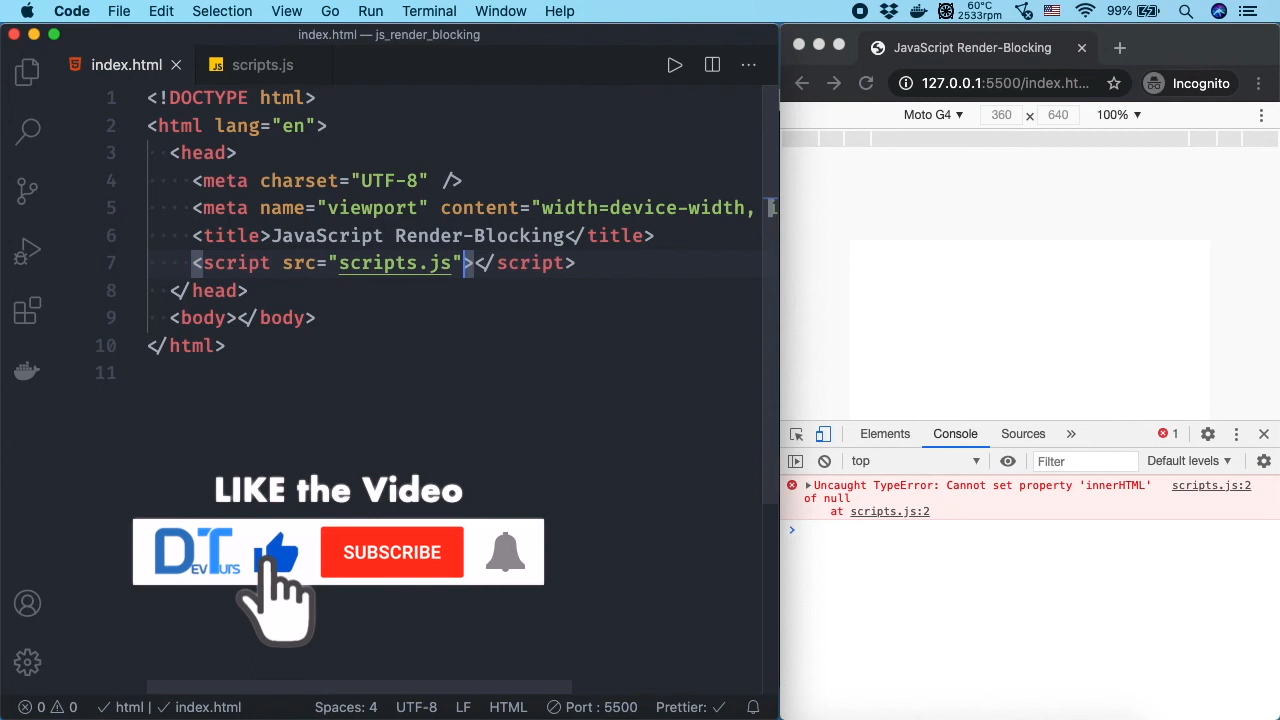 Code File Edit Selection View Go Run Terminal Window Help
60°C
2533rpm
99%
index.html — js_render_blocking
index.html
JS scripts.js
1 <!DOCTYPE html>
2 <html lang="en">
3 <head>
4 <meta charset="UTF-8" />
5 <meta name="viewport" content="width=device-width, i
6 <title>JavaScript Render-Blocking</title>
7 <script src="scripts.js"></script>
8 </head>
9 <body></body>
10 </html>
11
LIKE the Video
DEVTURS
SUBSCRIBE
0 0 html | index.html Spaces: 4 UTF-8 LF HTML Port : 5500 Prettier:
JavaScript Render-Blocking
127.0.0.1:5500/index.ht... Incognito
Moto G4 360 x 640 100%
Elements Console Sources 1
top Filter Default levels
Uncaught TypeError: Cannot set property 'innerHTML' scripts.js:2
of null
at scripts.js:2